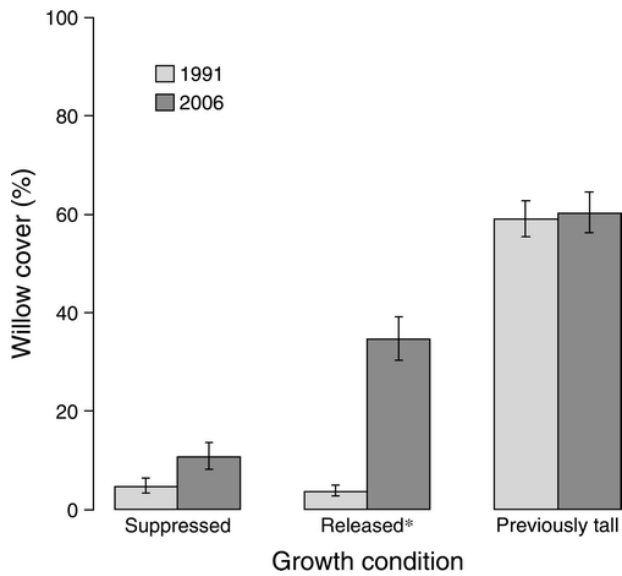 100
80
60
40
20
0
Willow cover (%)
1991
2006
Suppressed
Released*
Previously tall
Growth condition